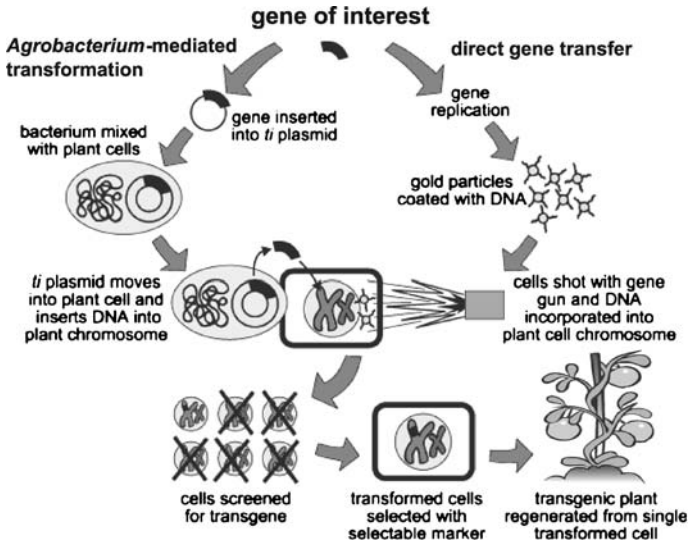 gene of interest
Agrobacterium-mediated
transformation
direct gene transfer
gene inserted
into ti plasmid
gene
replication
bacterium mixed
with plant cells
gold particles
coated with DNA
ti plasmid moves
into plant cell and
inserts DNA into
plant chromosome
cells shot with gene
gun and DNA
incorporated into
plant cell chromosome
cells screened
for transgene
transformed cells
selected with
selectable marker
transgenic plant
regenerated from single
transformed cell